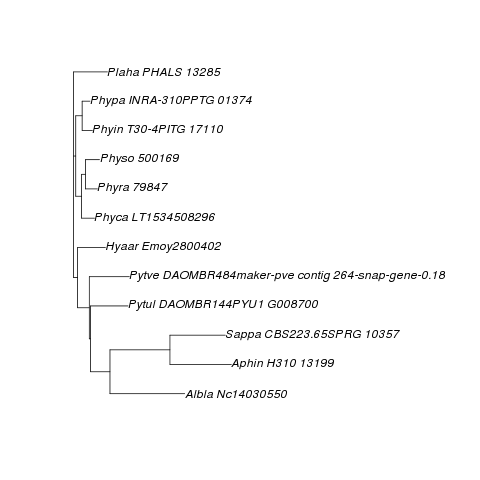 Plaha PHALS 13285
Phypa INRA-310PPTG 01374
Phyin T30-4PITG 17110
Physo 500169
Phyra 79847
Phyca LT1534508296
Hyaar Emoy2800402
Pytve DAOMBR484maker-pve contig 264-snap-gene-0.18
Pytul DAOMBR144PYU1 G008700
Sappa CBS223.65SPRG 10357
Aphin H310 13199
Albla Nc14030550